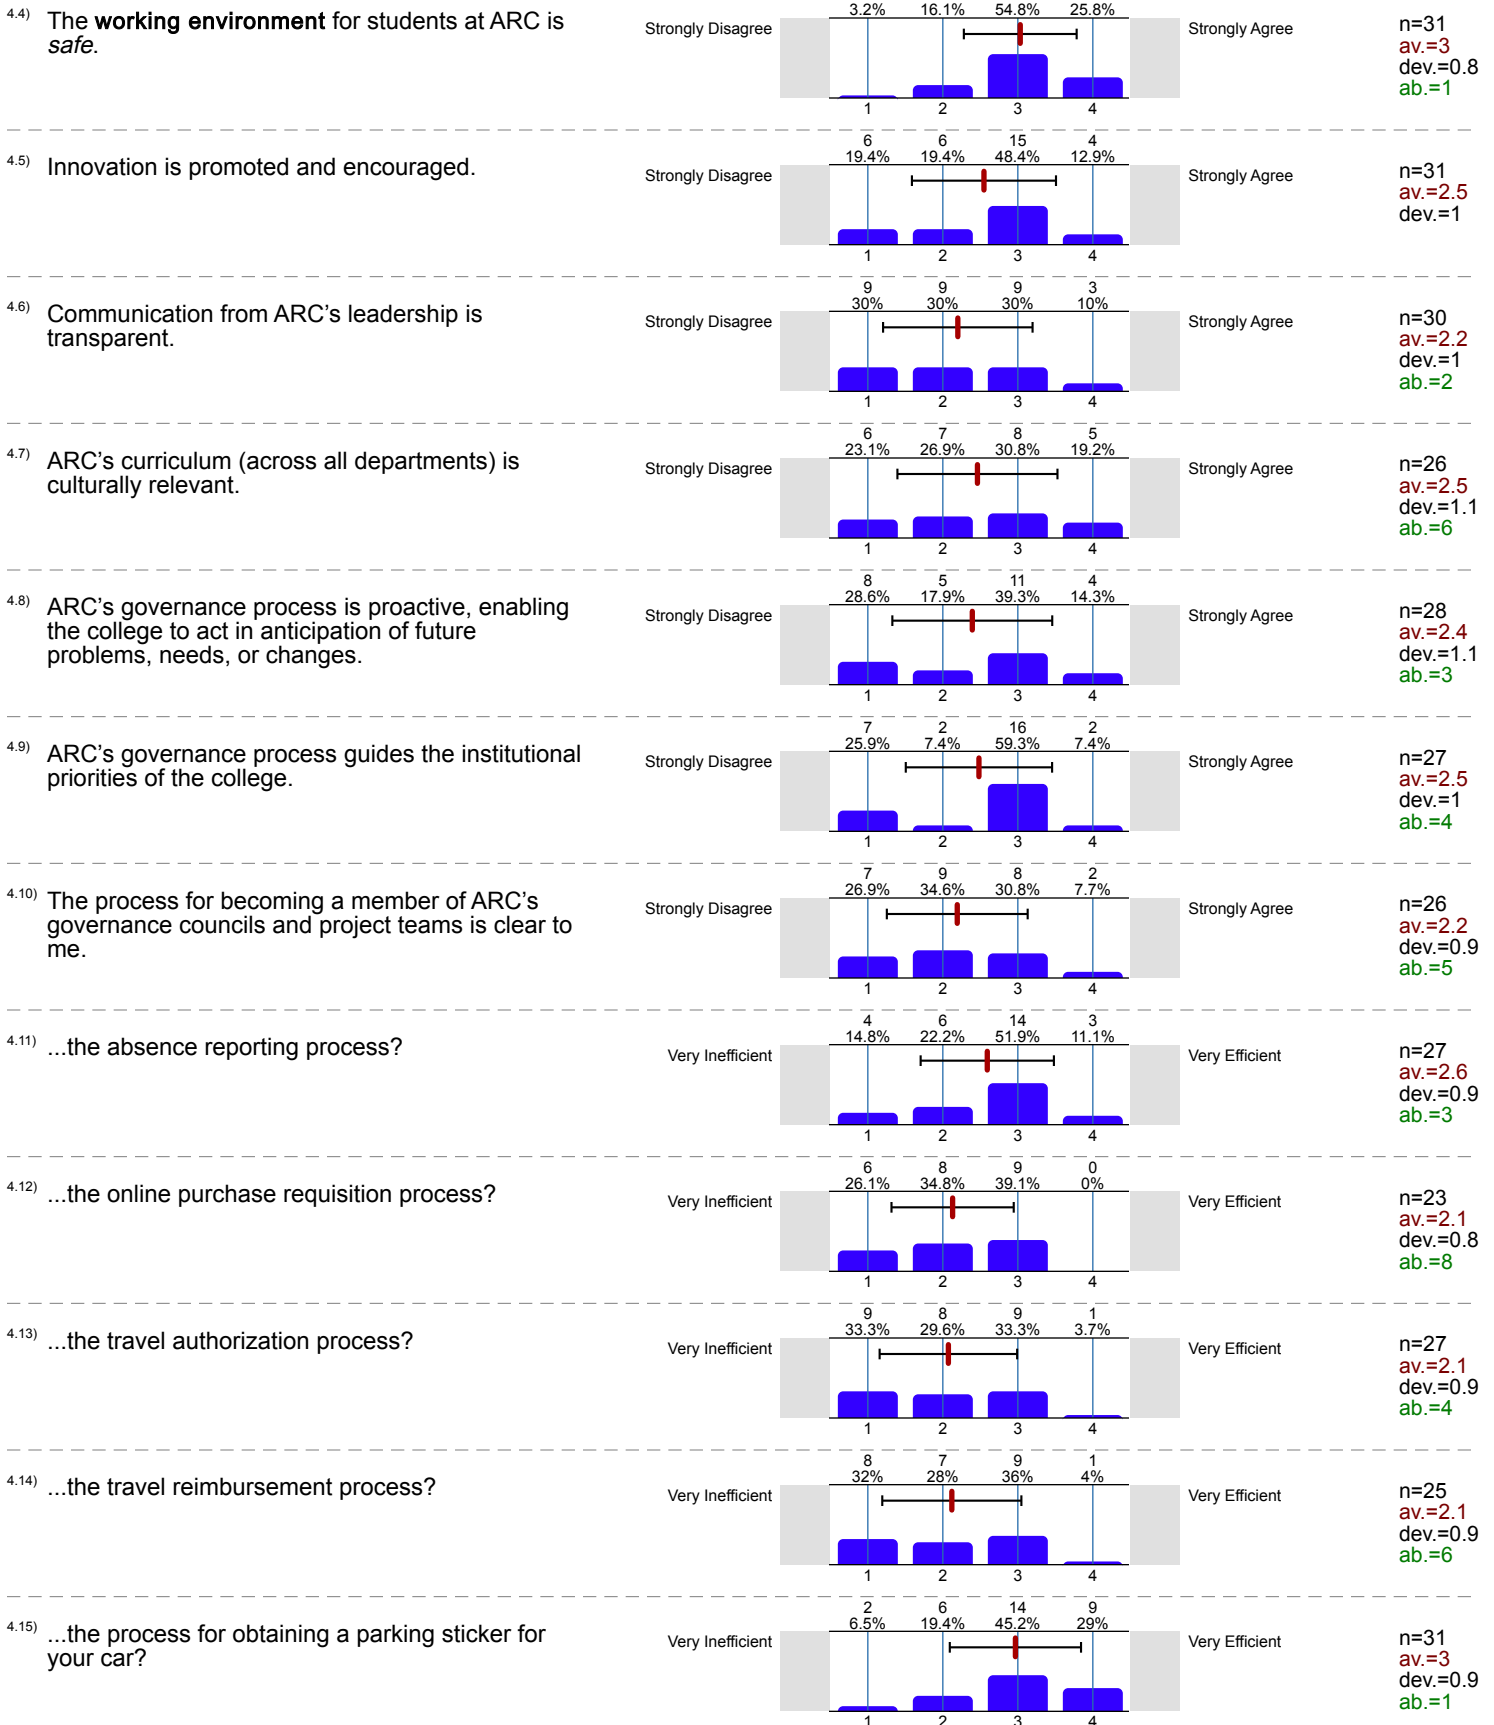 3.2% 16.1% 54.8% 25.8%
4.4) The working environment for students at ARC is
safe.
Strongly Disagree
Strongly Agree
n=31
av.=3
dev.=0.8
ab.=1
1 2 3 4
6 6 15 4
19.4% 19.4% 48.4% 12.9%
4.5) Innovation is promoted and encouraged.
Strongly Disagree
Strongly Agree
n=31
av.=2.5
dev.=1
1 2 3 4
9 9 9 3
30% 30% 30% 10%
4.6) Communication from ARC's leadership is
transparent.
Strongly Disagree
Strongly Agree
n=30
av.=2.2
dev.=1
ab.=2
1 2 3 4
6 7 8 5
23.1% 26.9% 30.8% 19.2%
4.7) ARC's curriculum (across all departments) is
culturally relevant.
Strongly Disagree
Strongly Agree
n=26
av.=2.5
dev.=1.1
ab.=6
1 2 3 4
8 5 11 4
28.6% 17.9% 39.3% 14.3%
4.8) ARC's governance process is proactive, enabling
the college to act in anticipation of future
problems, needs, or changes.
Strongly Disagree
Strongly Agree
n=28
av.=2.4
dev.=1.1
ab.=3
1 2 3 4
7 2 16 2
25.9% 7.4% 59.3% 7.4%
4.9) ARC's governance process guides the institutional
priorities of the college.
Strongly Disagree
Strongly Agree
n=27
av.=2.5
dev.=1
ab.=4
1 2 3 4
7 9 8 2
26.9% 34.6% 30.8% 7.7%
4.10) The process for becoming a member of ARC's
governance councils and project teams is clear to
me.
Strongly Disagree
Strongly Agree
n=26
av.=2.2
dev.=0.9
ab.=5
1 2 3 4
4 6 14 3
14.8% 22.2% 51.9% 11.1%
4.11) ...the absence reporting process?
Very Inefficient
Very Efficient
n=27
av.=2.6
dev.=0.9
ab.=3
1 2 3 4
6 8 9 0
26.1% 34.8% 39.1% 0%
4.12) ...the online purchase requisition process?
Very Inefficient
Very Efficient
n=23
av.=2.1
dev.=0.8
ab.=8
1 2 3 4
9 8 9 1
33.3% 29.6% 33.3% 3.7%
4.13) ...the travel authorization process?
Very Inefficient
Very Efficient
n=27
av.=2.1
dev.=0.9
ab.=4
1 2 3 4
8 7 9 1
32% 28% 36% 4%
4.14) ...the travel reimbursement process?
Very Inefficient
Very Efficient
n=25
av.=2.1
dev.=0.9
ab.=6
1 2 3 4
2 6 14 9
6.5% 19.4% 45.2% 29%
4.15) ...the process for obtaining a parking sticker for
your car?
Very Inefficient
Very Efficient
n=31
av.=3
dev.=0.9
ab.=1
1 2 3 4